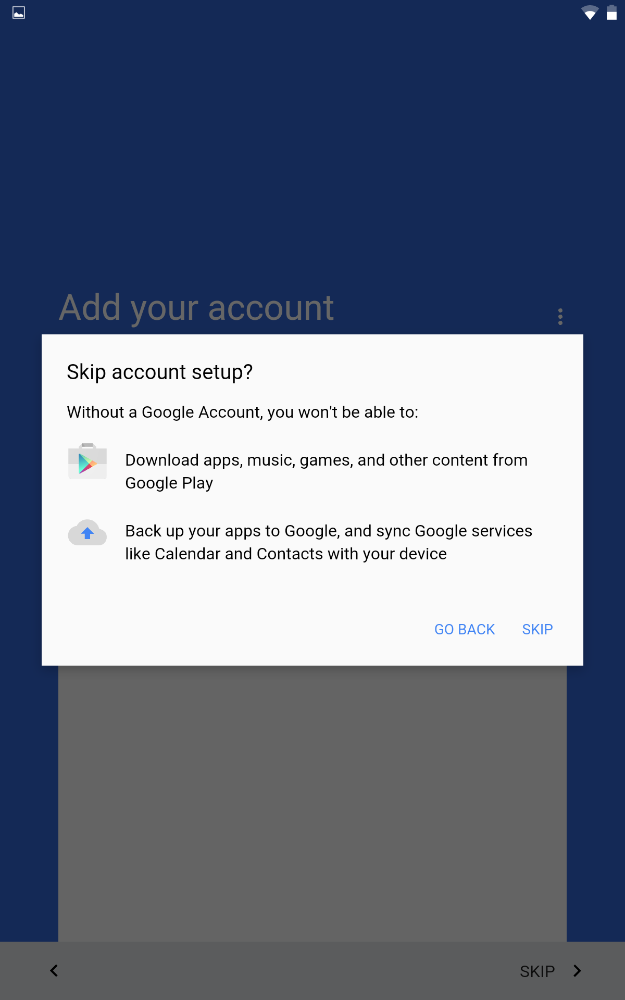 Add your account
Skip account setup?
Without a Google Account, you won't be able to:
Download apps, music, games, and other content from
Google Play
Back up your apps to Google, and sync Google services
like Calendar and Contacts with your device
GO BACK SKIP
SKIP